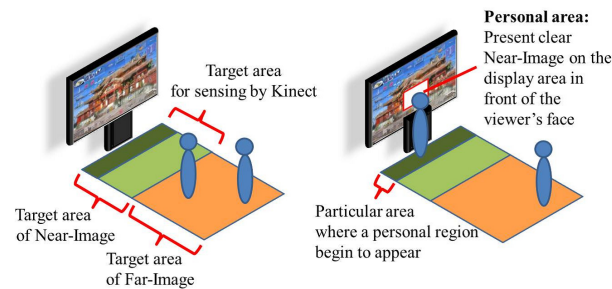 Target area
for sensing by Kinect
Target area
of Near-Image
Target area
of Far-Image
Personal area:
Present clear
Near-Image on the
display area in
front of the
viewer's face
Particular area
where a personal region
begin to appear